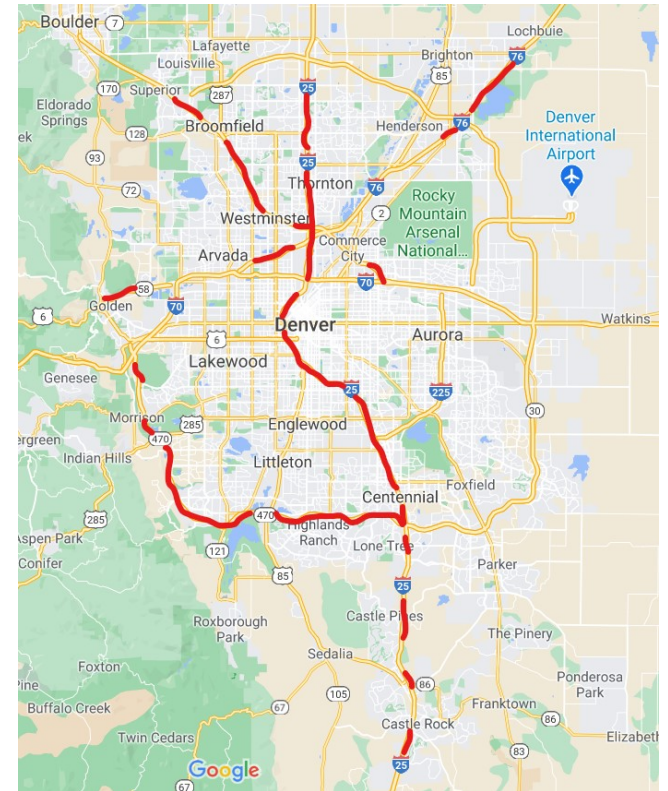 Boulder
7
Lafayette
Louisville
Lochbuie
Brighton
76
85
170
Superior
287
25
Eldorado
Springs
ek
128
Broomfield
Henderson
76
Denver
International
Airport
93
25
72
Thornton
76
2
Rocky
Mountain
Arsenal
National...
Westminster
Commerce
City
Arvada
58
Golden
70
70
6
Denver
Watkins
6
Aurora
Lakewood
Genesee
25
225
30
Morrison
285
Englewood
ergreen
470
Indian Hills
Littleton
Foxfield
Centennial
285
470
Highlands
Ranch
Aspen Park
121
Lone Tree
Conifer
85
25
Parker
Roxborough
Park
Castle Pines
The Pinery
Sedalia
Foxton
Ponderosa
Park
Pine
105
86
Buffalo Creek
67
Franktown
86
Castle Rock
Twin Cedars
Elizabeth
83
Google
25
67